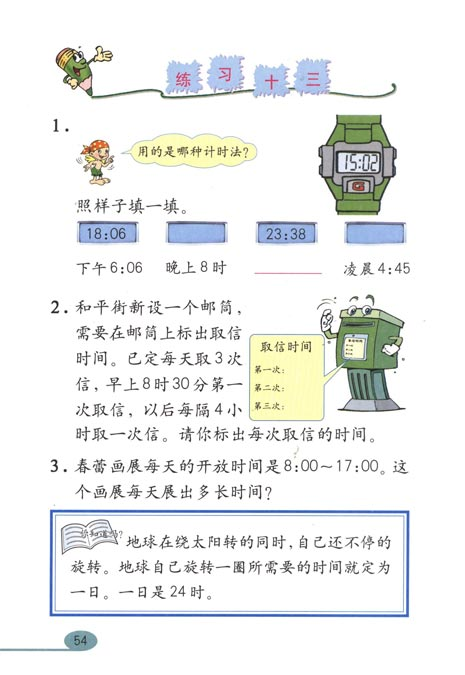 练习十三
1.
用的是哪种计时法?
15:02
G
照样子填一填。
18:06 23:38
下午6:06 晚上8时 凌晨4:45
2. 和平街新设一个邮筒,
需要在邮筒上标出取信
时间。已定每天取3次
信,早上8时30分第一
次取信,以后每隔4小
时取一次信。请你标出每次取信的时间。
取信时间
第一次:
第二次:
第三次:
3. 春蕾画展每天的开放时间是8:00~17:00。这
个画展每天展出多长时间?
你知道吗?
地球在绕太阳转的同时,自己还不停的
旋转。地球自己旋转一圈所需要的时间就定为
一日。一日是24时。
54